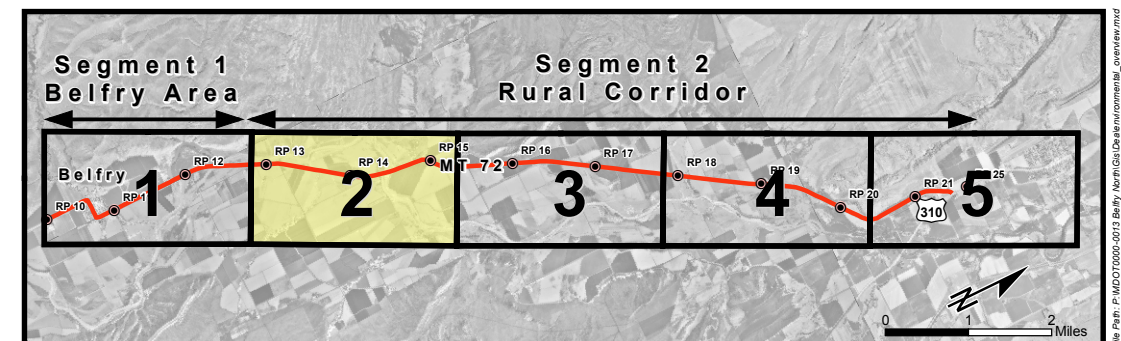 Segment 1
Belfry Area
Segment 2
Rural Corridor
RP 10
Belfry
RP 1
1
RP 12
RP 13
RP 14
2
RP 15
MT 72
RP 16
RP 17
3
RP 18
RP 19
4
RP 20
RP 21
310
25
5
N
0
1
2
Miles
le Path: P:\MDOT0000-0013 Belfry North\Gis\Dealenvironmental_overview.mxd